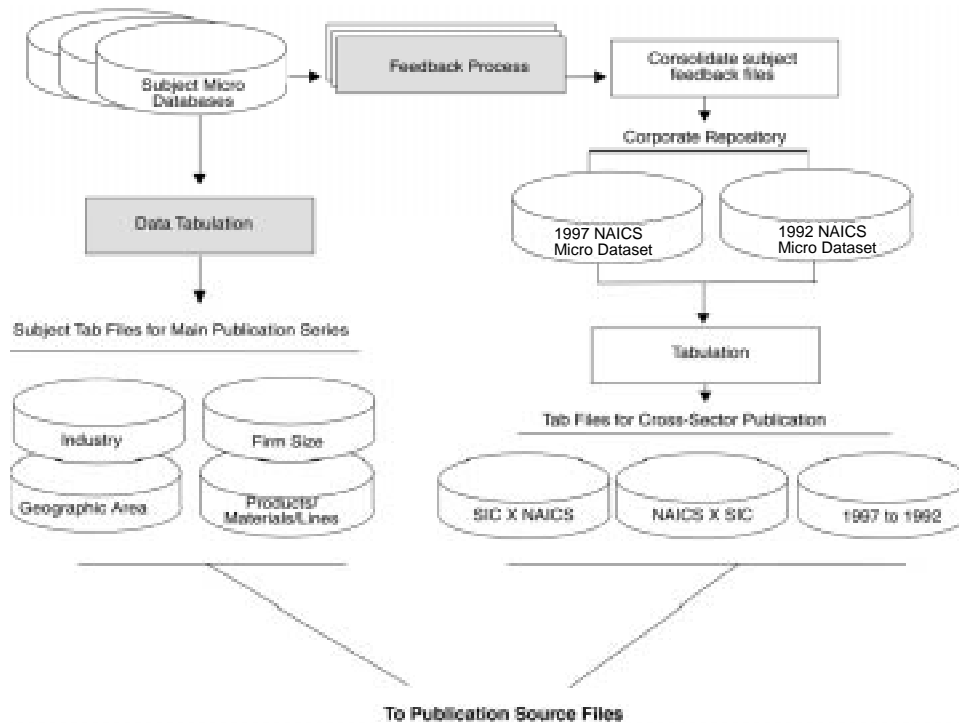 Subject Micro
Databases
Feedback Process
Consolidate subject
feedback files
Corporate Repository
Data Tabulation
1997 NAICS
Micro Dataset
1992 NAICS
Micro Dataset
Subject Tab Files for Main Publication Series
Tabulation
Industry
Firm Size
Geographic Area
Products/
Materials/Lines
Tab Files for Cross-Sector Publication
SIC X NAICS
NAICS X SIC
1997 to 1992
To Publication Source Files